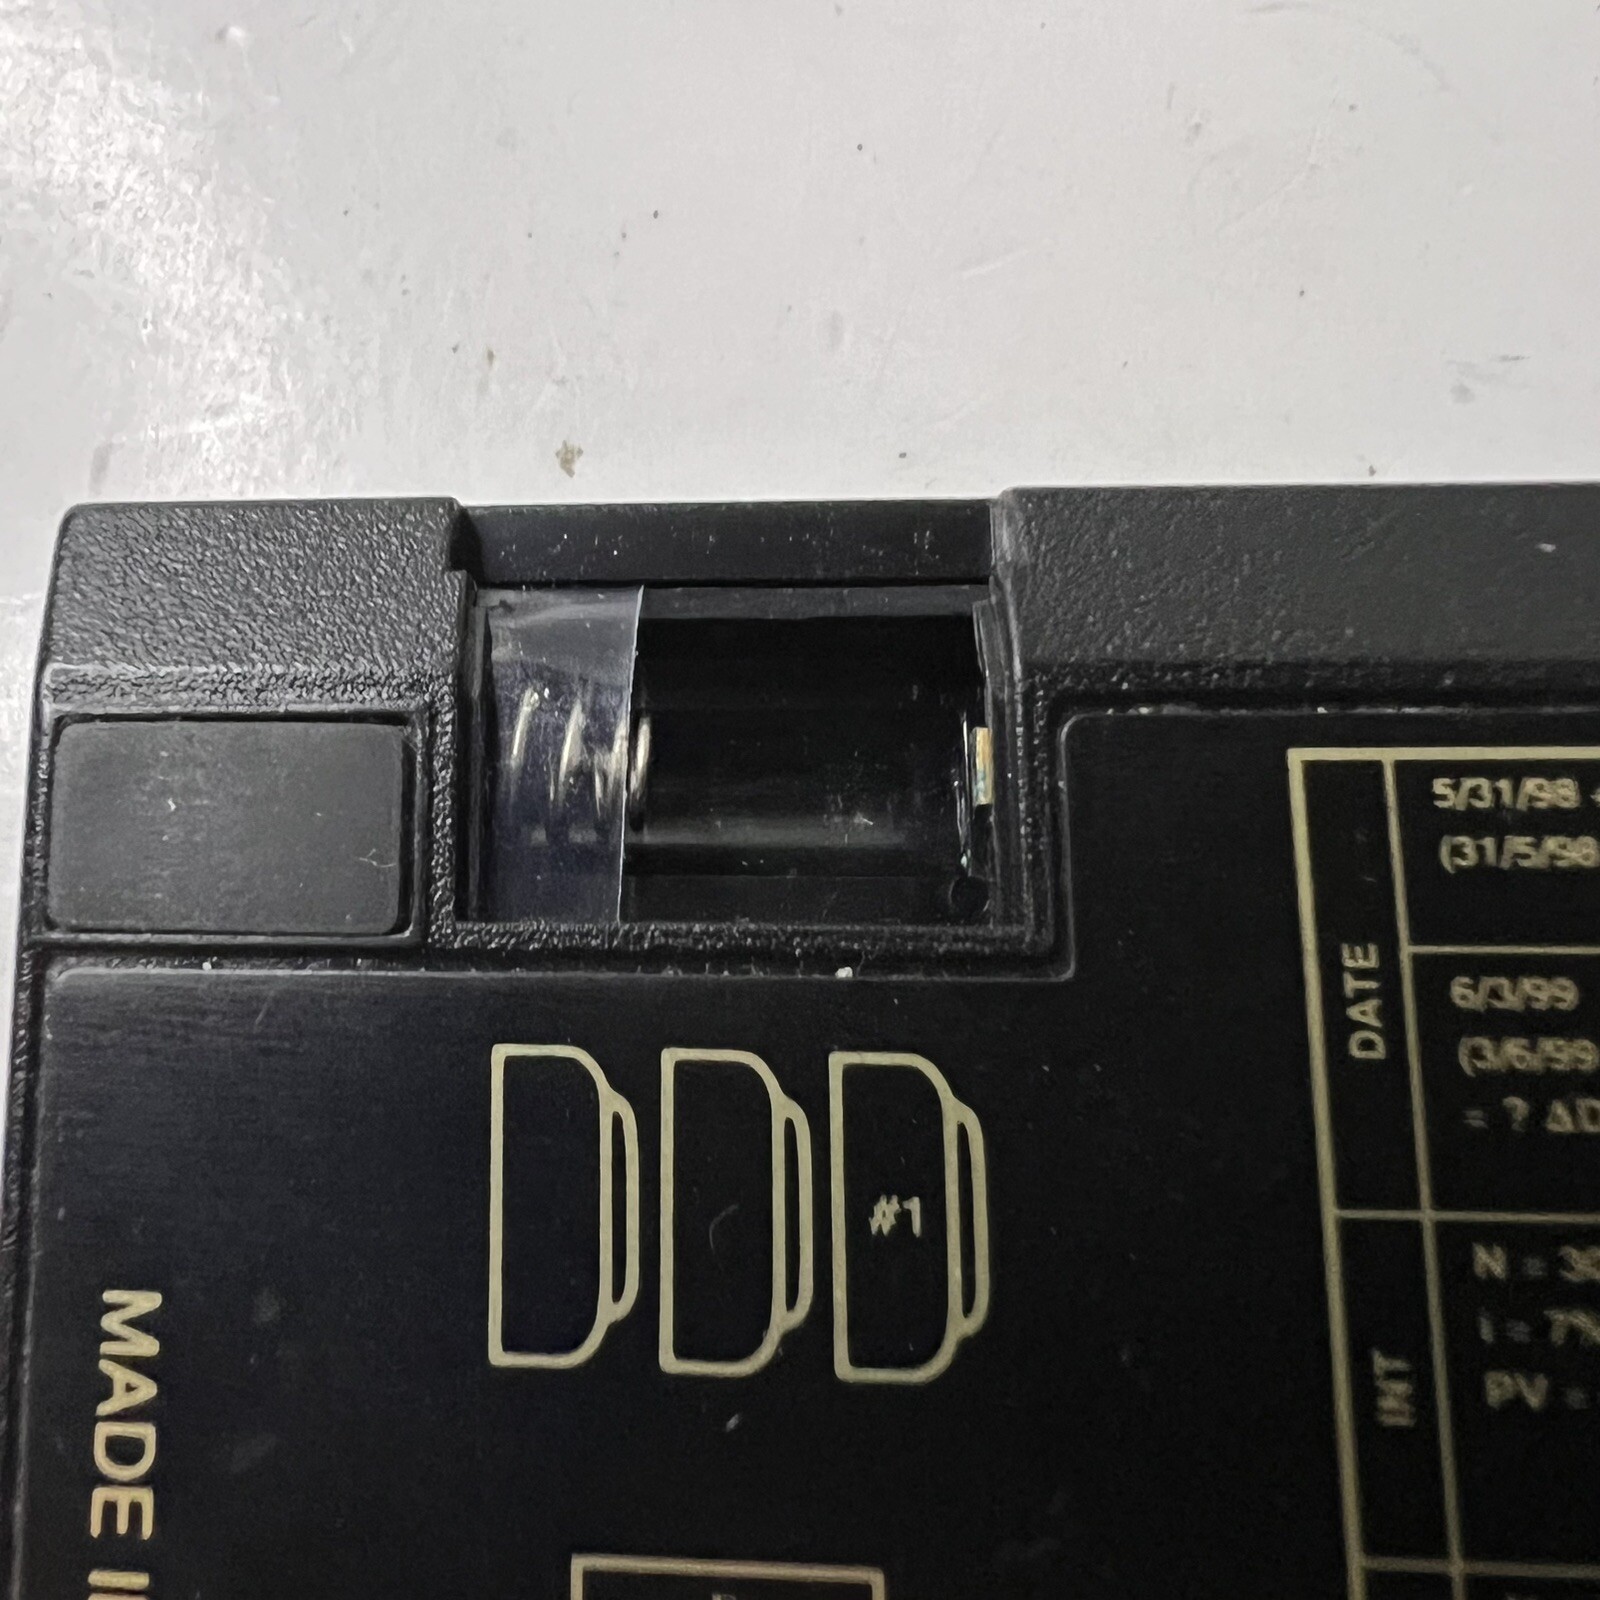 5/31/98
(31/5/98
DATE
6/3/99
(3/6/99
= ? ΔD
#1
INT
N = 30
I = 7%
PV =
MADE